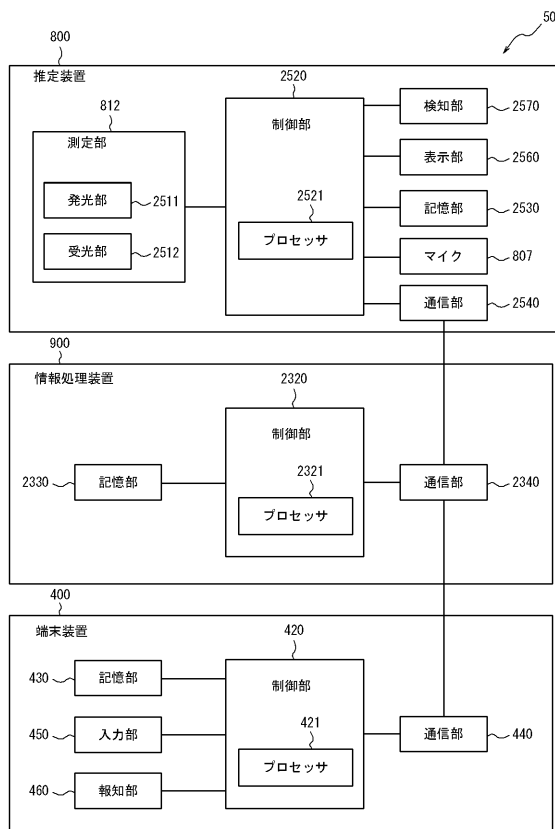 50
800
推定装置
812
測定部
発光部
2511
受光部
2512
2520
制御部
2521
プロセッサ
検知部
2570
表示部
2560
記憶部
2530
マイク
807
通信部
2540
900
情報処理装置
2320
制御部
2330
記憶部
2321
プロセッサ
通信部
2340
400
端末装置
420
制御部
430
記憶部
450
入力部
460
報知部
421
プロセッサ
通信部
440